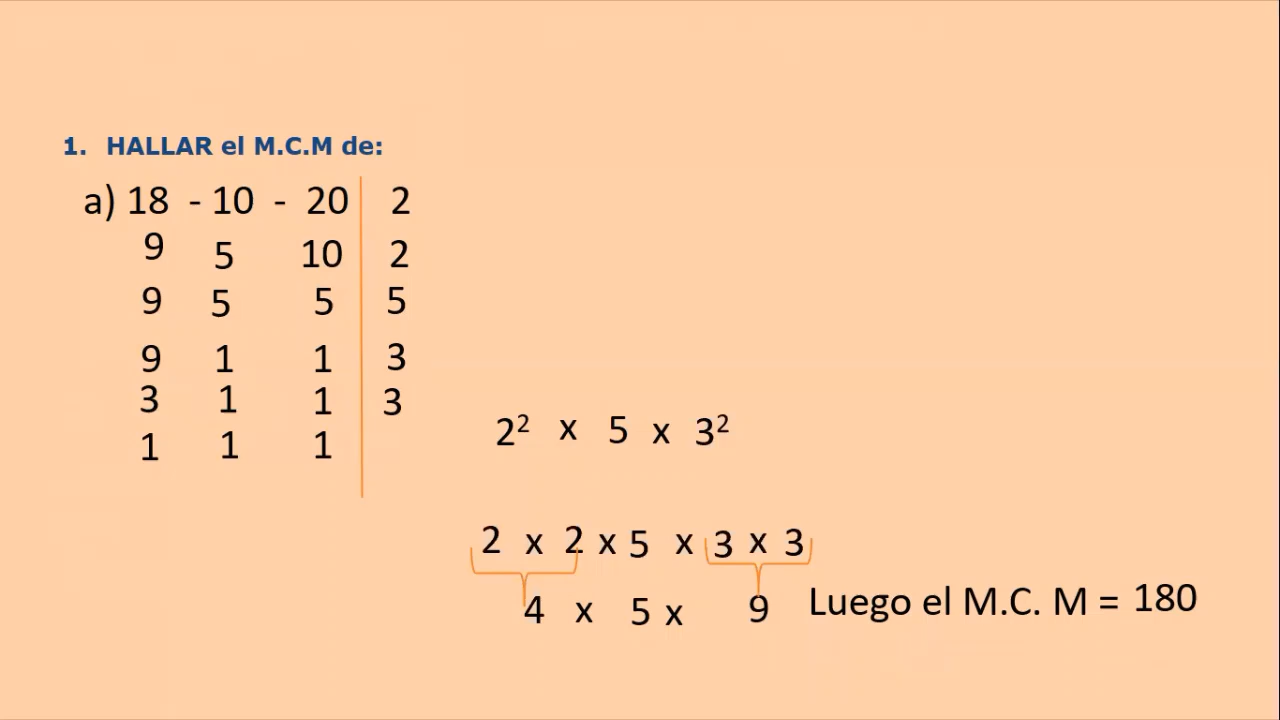 1. HALLAR el M.C.M de:
a) 18 - 10 - 20 2
9 5 10 2
9 5 5 5
9 1 1 3
3 1 1 3
1 1 1
2² x 5 x 3²
2 x 2 x 5 x 3 x 3
4 x 5 x 9 Luego el M.C. M = 180